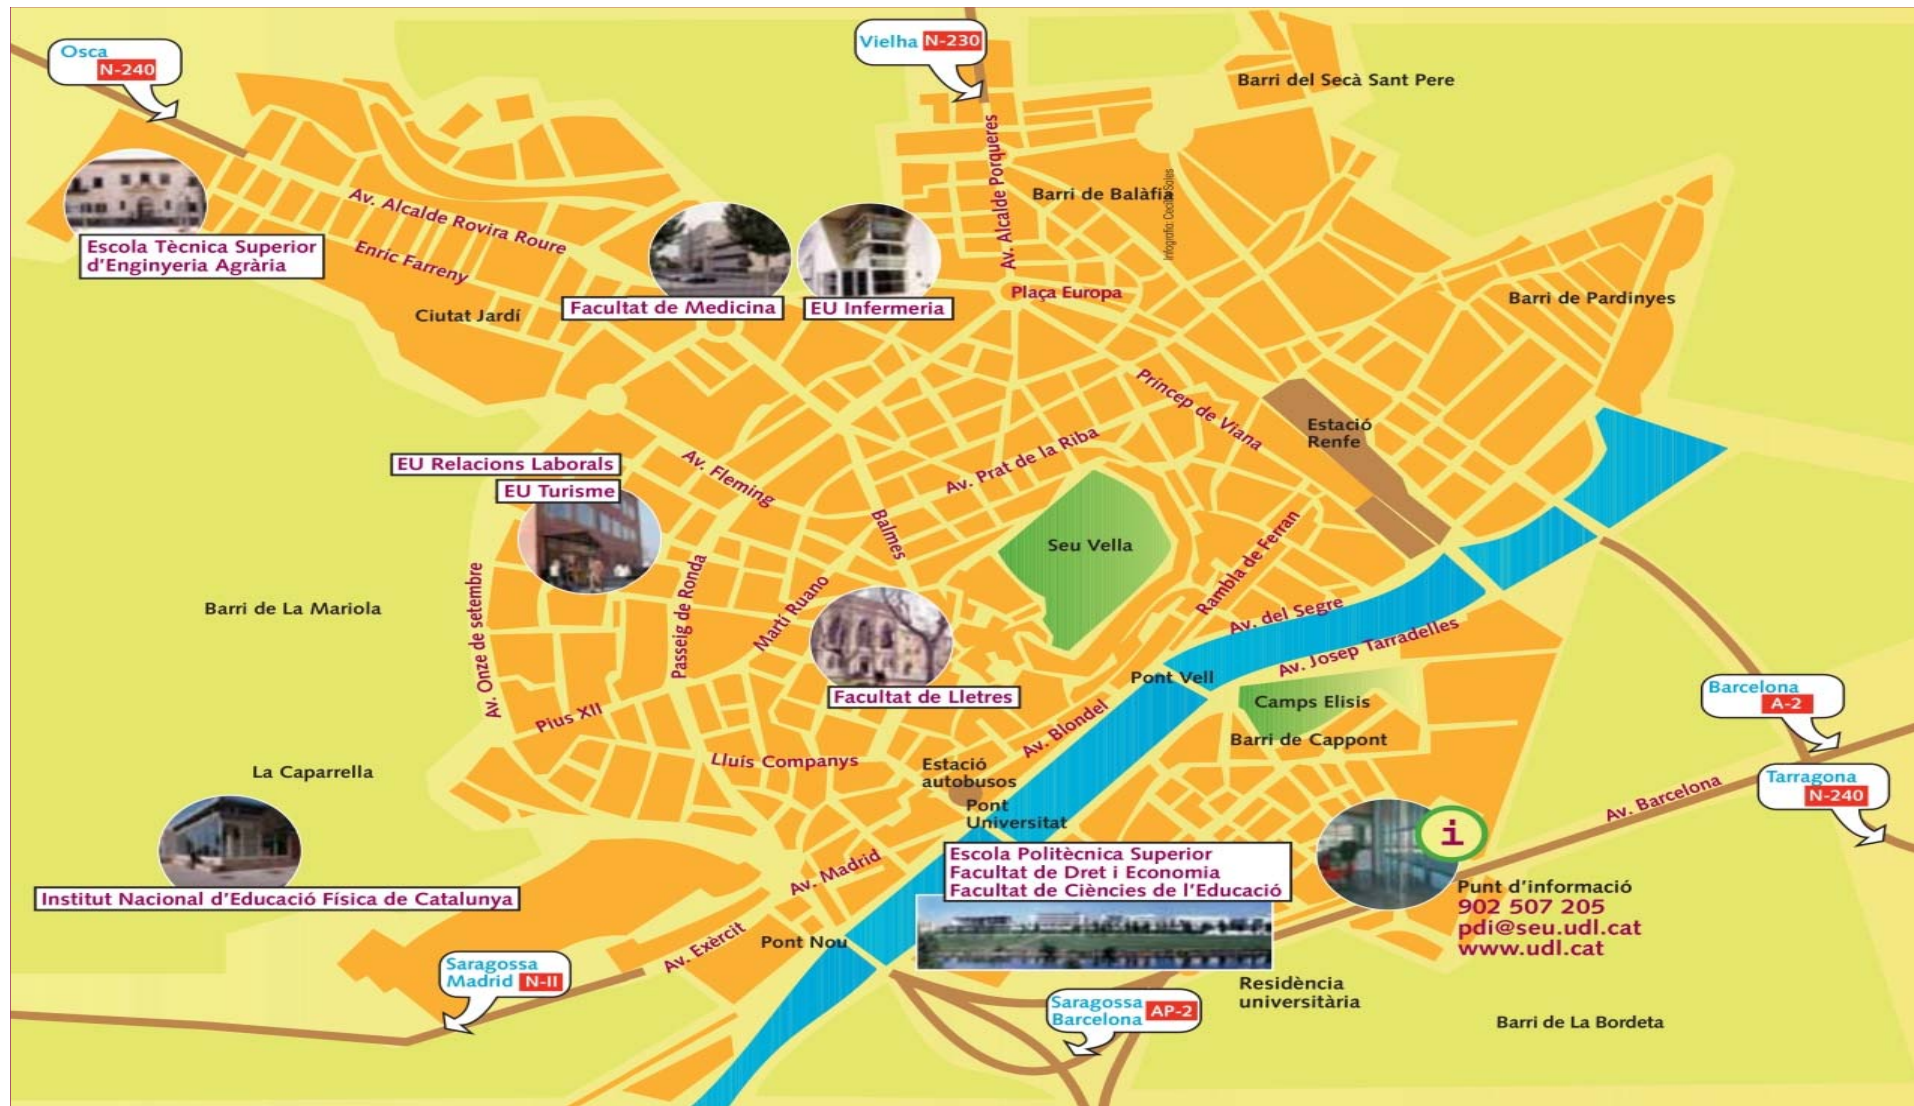 Osca
N-240
Vielha N-230
Barri del Secà Sant Pere
Av. Alcalde Porqueres
Barri de Balàfia
Infografia: Cecília Soles
Escola Tècnica Superior
d'Enginyeria Agrària
Av. Alcalde Rovira Roure
Enric Farreny
Ciutat Jardí
Facultat de Medicina
EU Infermeria
Plaça Europa
Barri de Pardinyes
Príncep de Viana
Estació
Renfe
EU Relacions Laborals
EU Turisme
Av. Fleming
Av. Prat de la Riba
Balmes
Seu Vella
Rambla de Ferran
Av. Onze de setembre
Passeig de Ronda
Martí Ruano
Barri de La Mariola
Av. del Segre
Av. Josep Tarradelles
Pont Vell
Facultat de Lletres
Camps Elisis
Barcelona
A-2
Pius XII
Av. Blondel
Barri de Cappont
La Caparrella
Lluís Companys
Estació
autobusos
Pont
Universitat
Tarragona
N-240
Av. Barcelona
i
Escola Politècnica Superior
Facultat de Dret i Economia
Facultat de Ciències de l'Educació
Av. Madrid
Institut Nacional d'Educació Física de Catalunya
Punt d'informació
902 507 205
pdi@seu.udl.cat
www.udl.cat
Av. Exèrcit
Pont Nou
Saragossa
Madrid N-II
Residència
universitària
Saragossa
Barcelona AP-2
Barri de La Bordeta